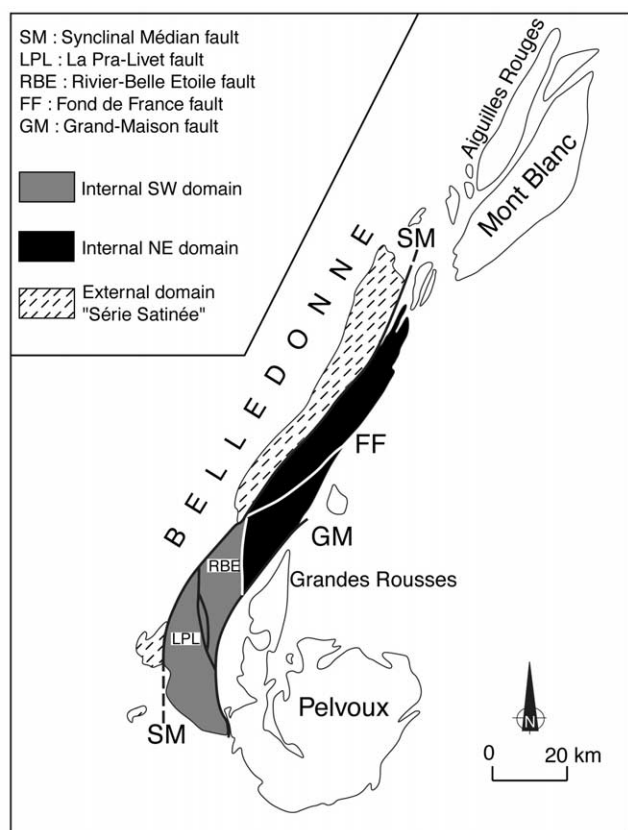 SM : Synclinal Médian fault
LPL : La Pra-Livet fault
RBE : Rivier-Belle Etoile fault
FF : Fond de France fault
GM : Grand-Maison fault
Internal SW domain
Internal NE domain
External domain
"Série Satinée"
Aiguilles Rouges
Mont Blanc
SM
BELLEDONNE
FF
GM
RBE
Grandes Rousses
LPL
Pelvoux
SM
N
0 20 km